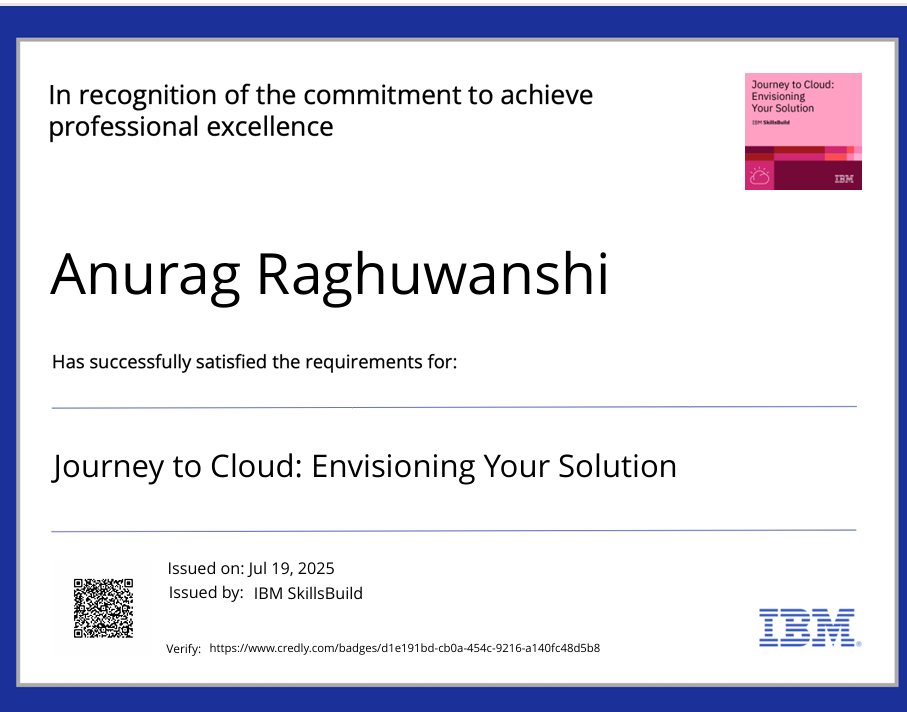 In recognition of the commitment to achieve
professional excellence
Journey to Cloud:
Envisioning
Your Solution
IBM SkillsBuild
IBM
Anurag Raghuwanshi
Has successfully satisfied the requirements for:
Journey to Cloud: Envisioning Your Solution
Issued on: Jul 19, 2025
Issued by: IBM SkillsBuild
Verify: https://www.credly.com/badges/d1e191bd-cb0a-454c-9216-a140fc48d5b8
IBM®